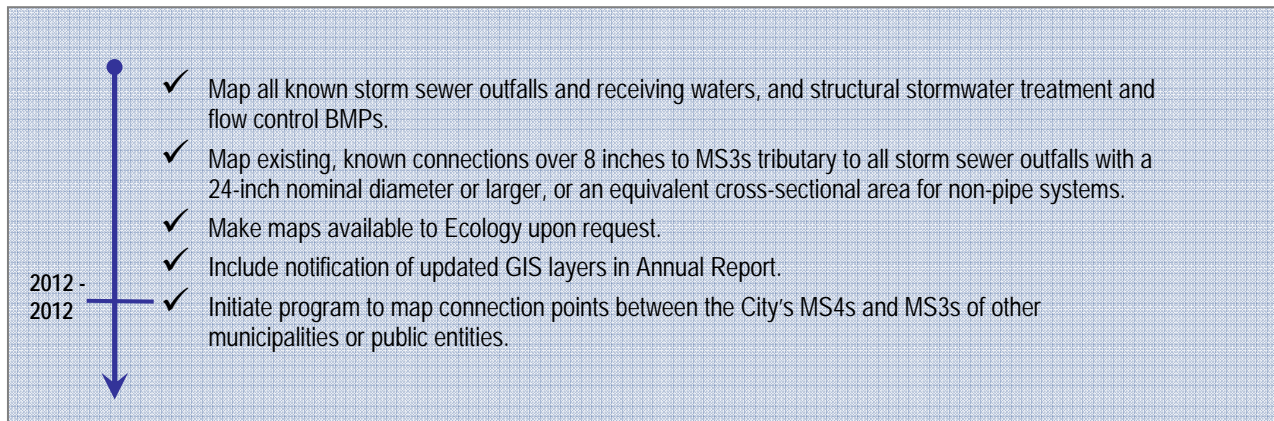 ✓ Map all known storm sewer outfalls and receiving waters, and structural stormwater treatment and
flow control BMPs.
✓ Map existing, known connections over 8 inches to MS3s tributary to all storm sewer outfalls with a
24-inch nominal diameter or larger, or an equivalent cross-sectional area for non-pipe systems.
✓ Make maps available to Ecology upon request.
✓ Include notification of updated GIS layers in Annual Report.
2012 -
2012
✓ Initiate program to map connection points between the City's MS4s and MS3s of other
municipalities or public entities.